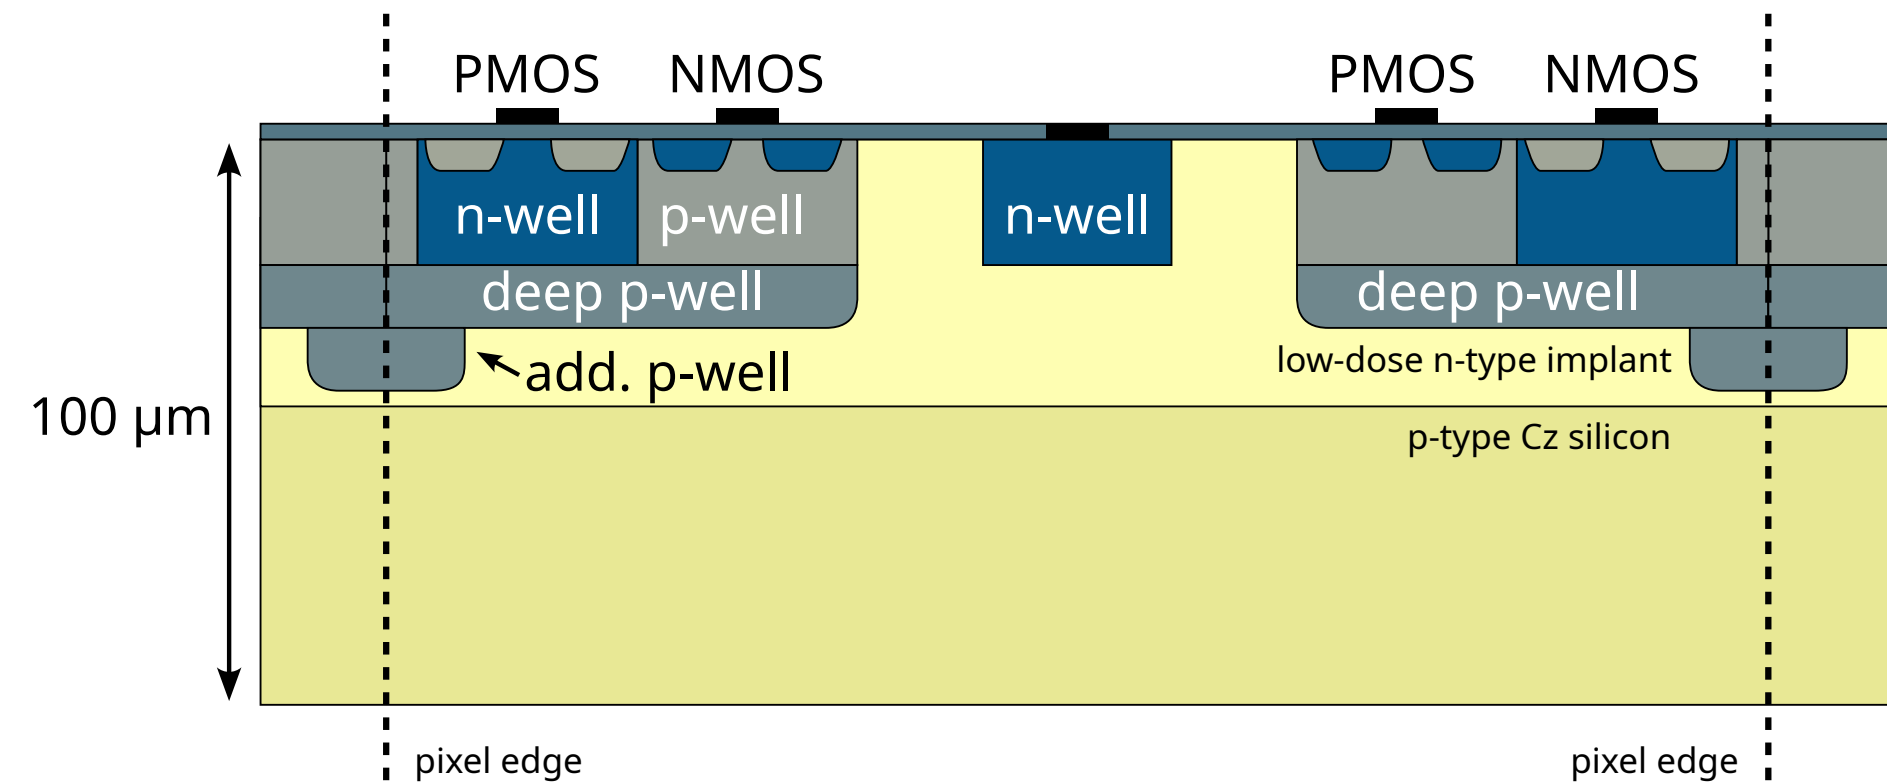 PMOS NMOS PMOS NMOS
n-well p-well n-well
deep p-well deep p-well
add. p-well
low-dose n-type implant
100 µm
p-type Cz silicon
pixel edge pixel edge